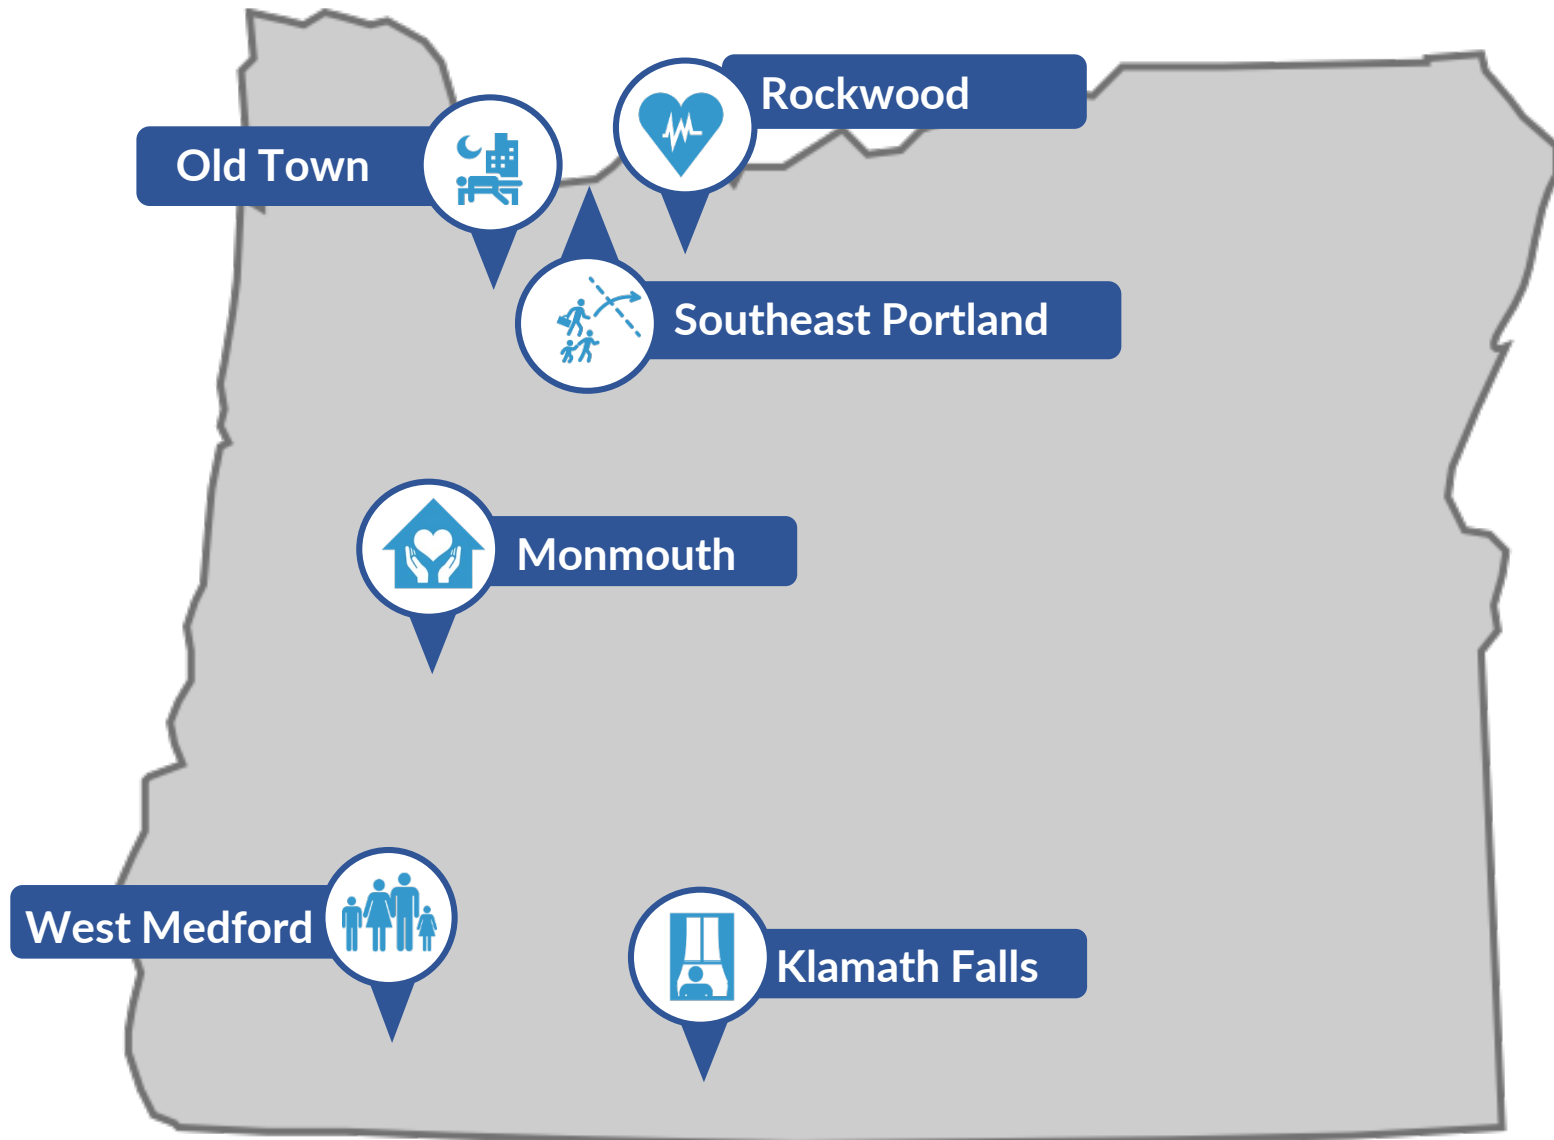 Rockwood
Old Town
Southeast Portland
Monmouth
West Medford
Klamath Falls